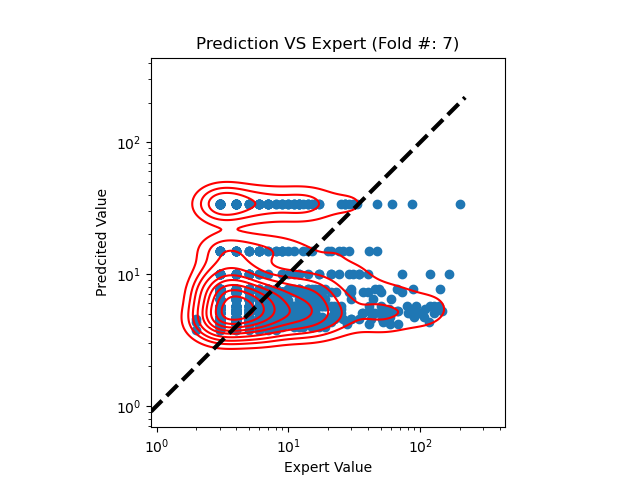 Prediction VS Expert (Fold #: 7)
Predcited Value
10²
10¹
10⁰
10⁰ 10¹ 10²
Expert Value